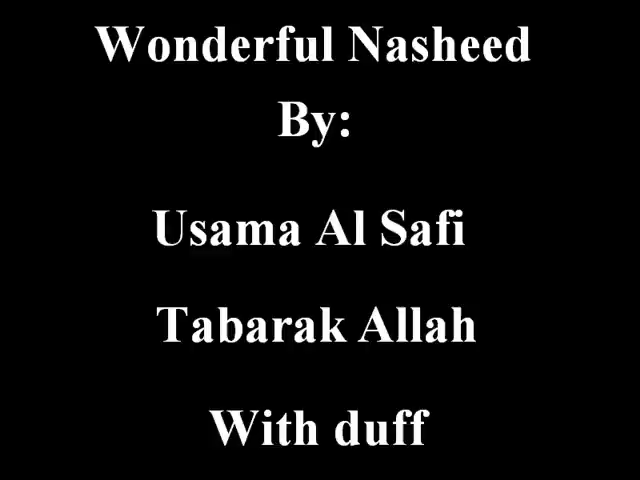 Wonderful Nasheed
By:
Usama Al Safi
Tabarak Allah
With duff